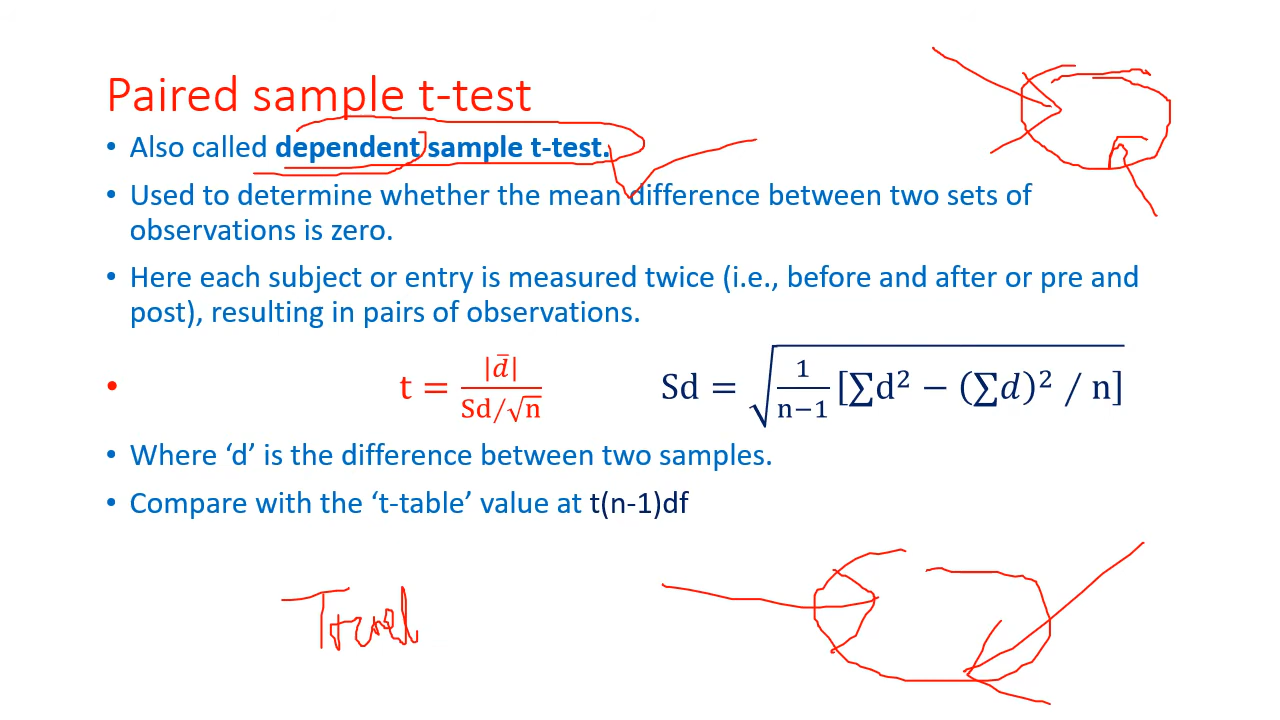 Paired sample t-test
• Also called dependent sample t-test.
• Used to determine whether the mean difference between two sets of
observations is zero.
• Here each subject or entry is measured twice (i.e., before and after or pre and
post), resulting in pairs of observations.
• t = |d̄| / (Sd/√n) Sd = √(1/(n−1) [∑d² − (∑d)² / n])
• Where ‘d’ is the difference between two samples.
• Compare with the ‘t-table’ value at t(n-1)df